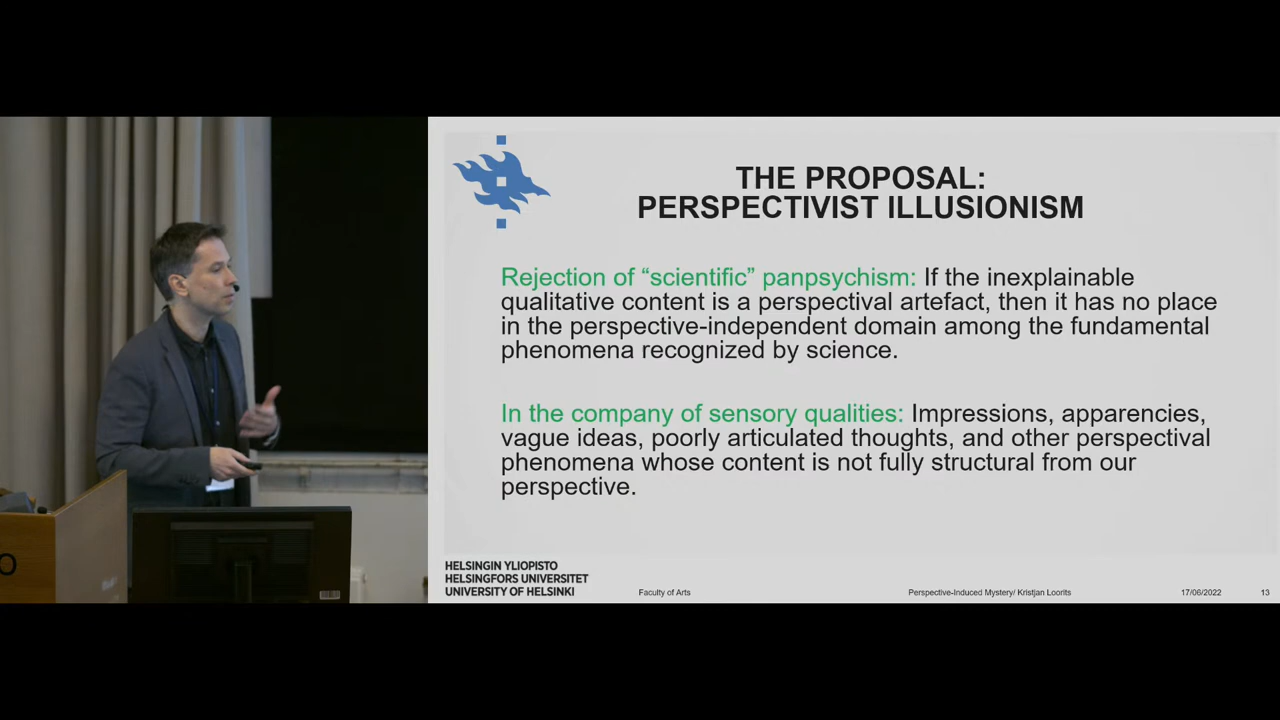 THE PROPOSAL:
PERSPECTIVIST ILLUSIONISM
Rejection of “scientific” panpsychism: If the inexplainable
qualitative content is a perspectival artefact, then it has no place
in the perspective-independent domain among the fundamental
phenomena recognized by science.
In the company of sensory qualities: Impressions, apparencies,
vague ideas, poorly articulated thoughts, and other perspectival
phenomena whose content is not fully structural from our
perspective.
HELSINGIN YLIOPISTO
HELSINGFORS UNIVERSITET
UNIVERSITY OF HELSINKI
Faculty of Arts
Perspective-Induced Mystery/ Kristjan Loorits
17/06/2022
13